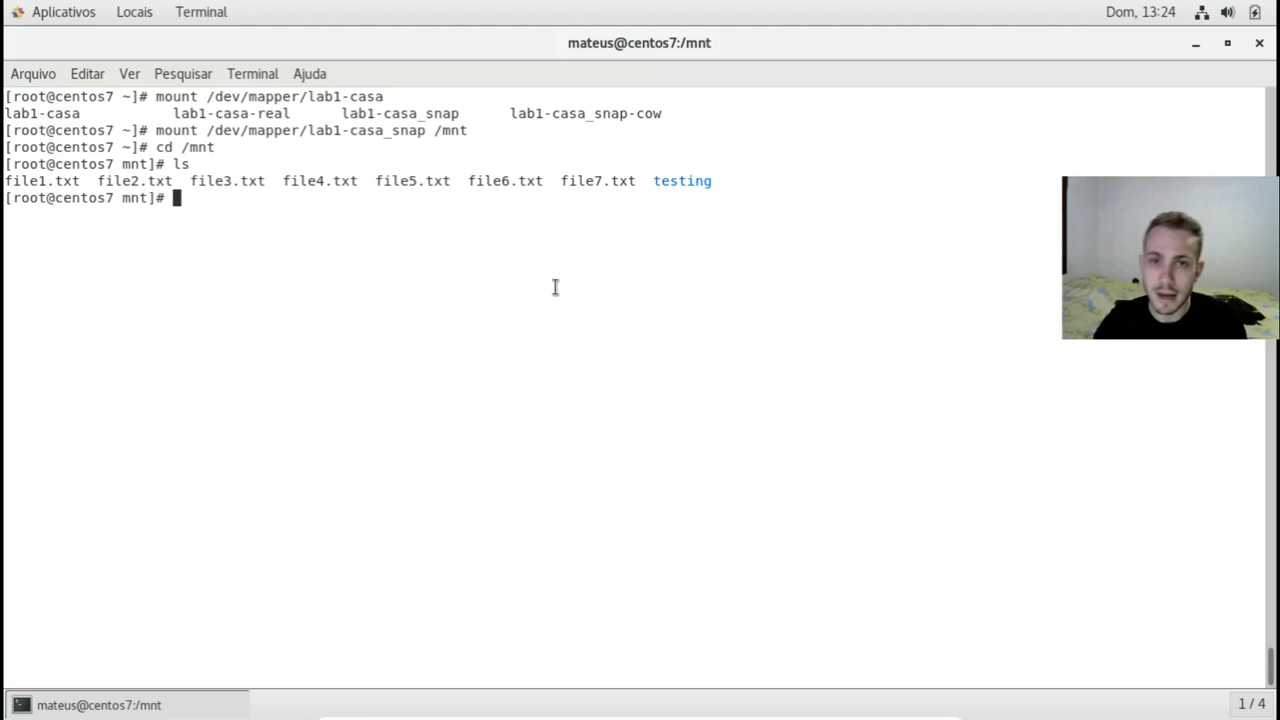 Aplicativos Locais Terminal Dom, 13:24
mateus@centos7:/mnt
Arquivo Editar Ver Pesquisar Terminal Ajuda
[root@centos7 ~]# mount /dev/mapper/lab1-casa
lab1-casa lab1-casa-real lab1-casa_snap lab1-casa_snap-cow
[root@centos7 ~]# mount /dev/mapper/lab1-casa_snap /mnt
[root@centos7 ~]# cd /mnt
[root@centos7 mnt]# ls
file1.txt file2.txt file3.txt file4.txt file5.txt file6.txt file7.txt testing
[root@centos7 mnt]#
mateus@centos7:/mnt 1 / 4